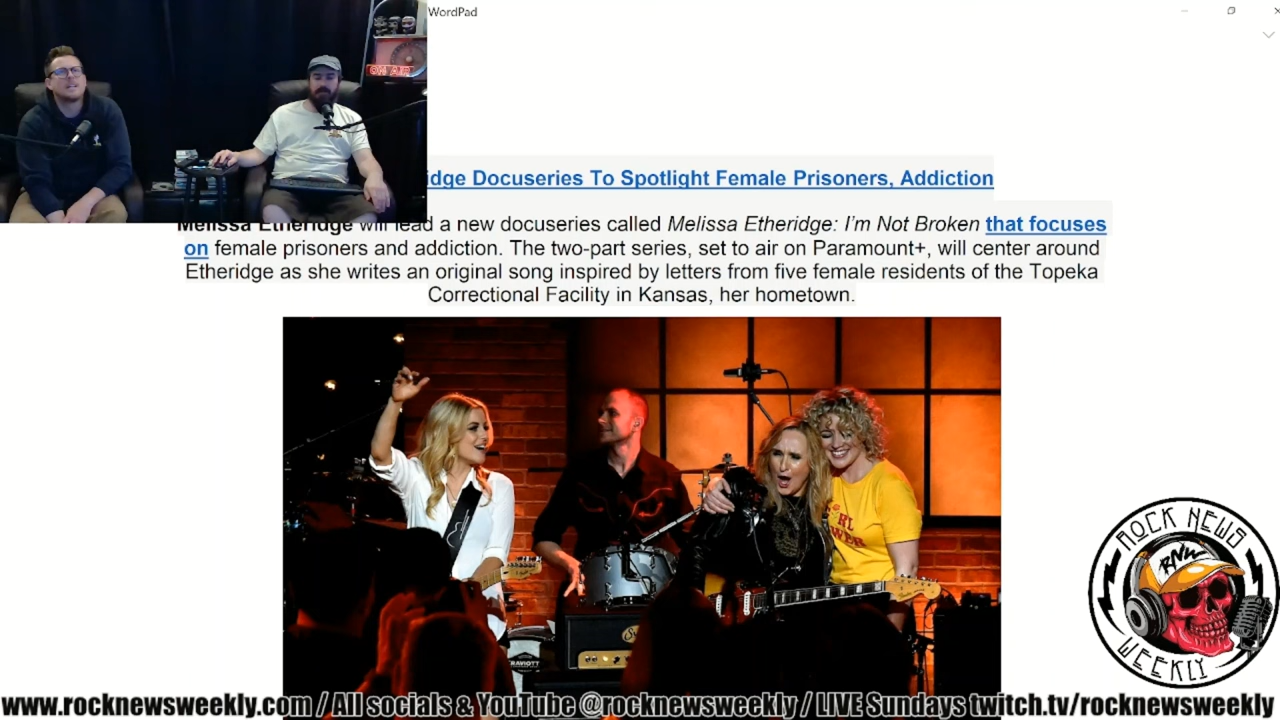 WordPad
ON AIR
idge Docuseries To Spotlight Female Prisoners, Addiction
Melissa Etheridge will lead a new docuseries called Melissa Etheridge: I'm Not Broken that focuses
on female prisoners and addiction. The two-part series, set to air on Paramount+, will center around
Etheridge as she writes an original song inspired by letters from five female residents of the Topeka
Correctional Facility in Kansas, her hometown.
ROCK NEWS
RNW
WEEKLY
www.rocknewsweekly.com / All socials & YouTube @rocknewsweekly / LIVE Sundays twitch.tv/rocknewsweekly